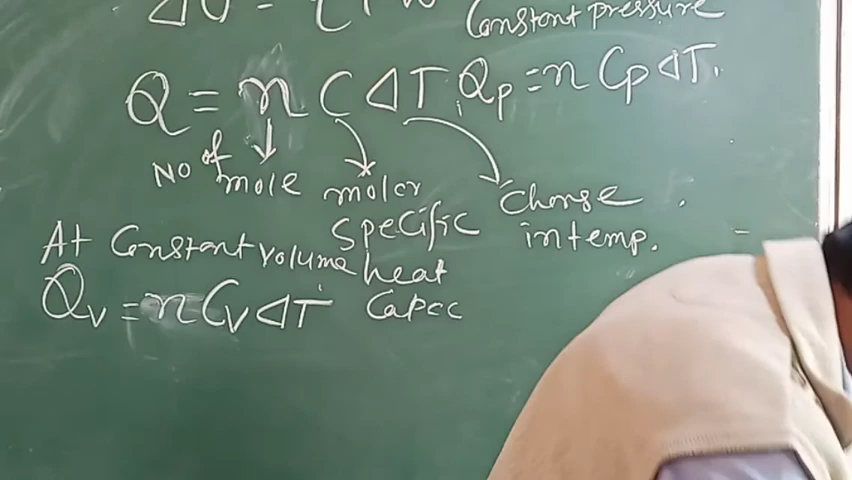 Constant pressure
Q = n C ΔT
Qp = n Cp ΔT.
No of mole
molar specific heat capac
Change in temp.
At Constant volume
Qv = n Cv ΔT